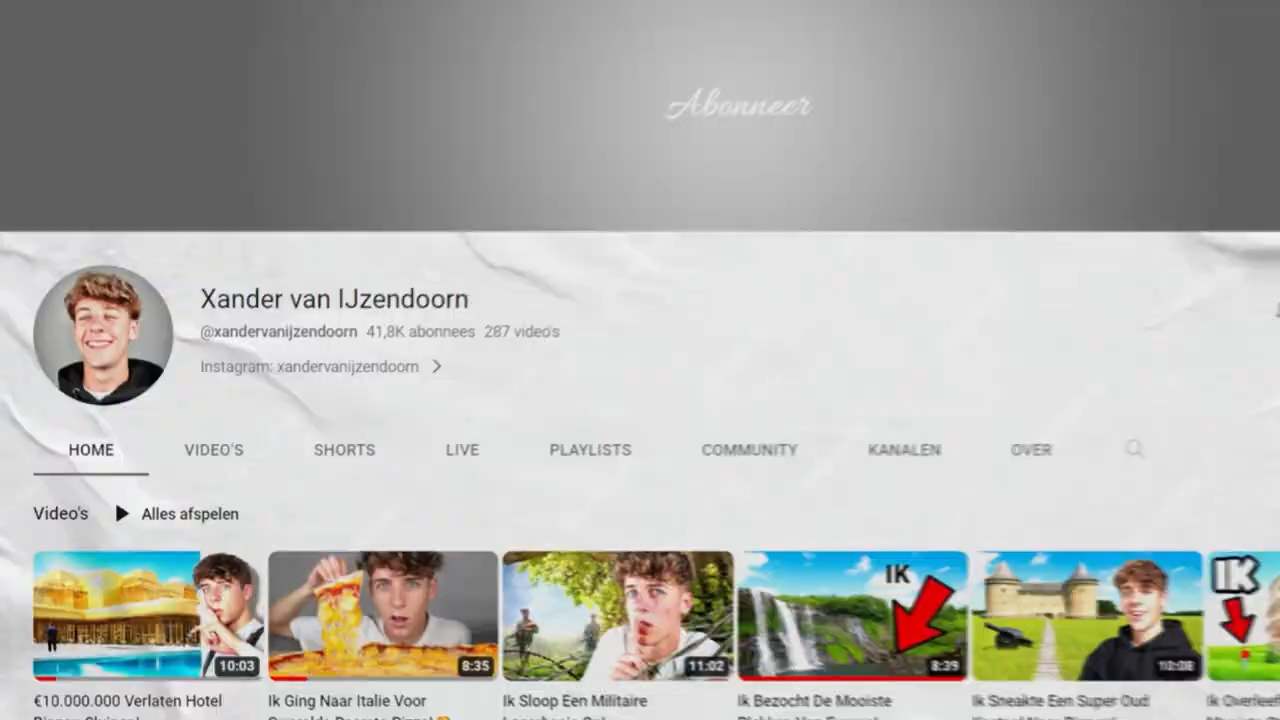 Abonneer
Xander van IJzendoorn
@xandervanijzendoorn 41,8K abonnees 287 video's
Instagram: xandervanijzendoorn
HOME VIDEO'S SHORTS LIVE PLAYLISTS COMMUNITY KANALEN OVER
Video's Alles afspelen
IK
IK
10:03 8:35 11:02 8:39 12:08
€10.000.000 Verlaten Hotel
Ik Ging Naar Italie Voor
Ik Sloop Een Militaire
Ik Bezocht De Mooiste
Ik Sneakte Een Super Oud